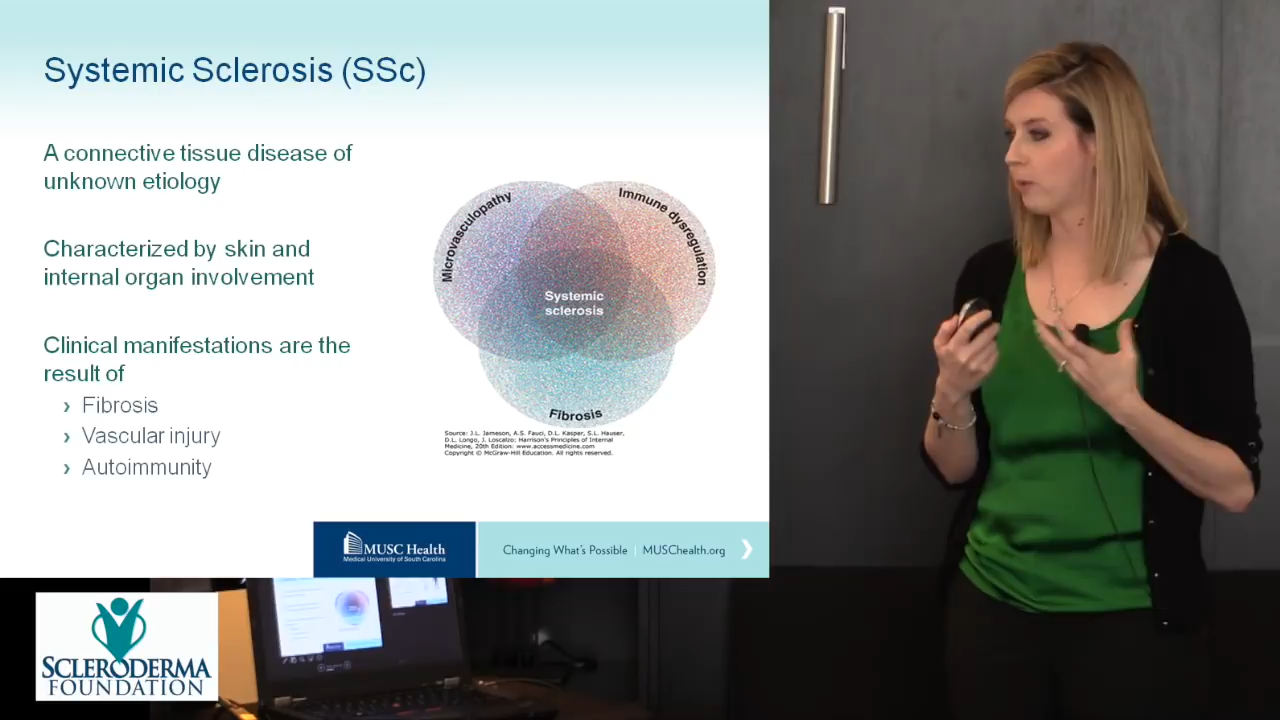 Systemic Sclerosis (SSc)
A connective tissue disease of
unknown etiology
Characterized by skin and
internal organ involvement
Clinical manifestations are the
result of
› Fibrosis
› Vascular injury
› Autoimmunity
Microvasculopathy
Immune dysregulation
Systemic
sclerosis
Fibrosis
Source: J.L. Jameson, A.S. Fauci, D.L. Kasper, S.L. Hauser,
D.L. Longo, J. Loscalzo: Harrison's Principles of Internal
Medicine, 20th Edition: www.accessmedicine.com
Copyright © McGraw-Hill Education. All rights reserved.
MUSC Health
Medical University of South Carolina
Changing What's Possible | MUSChealth.org
SCLERODERMA
FOUNDATION